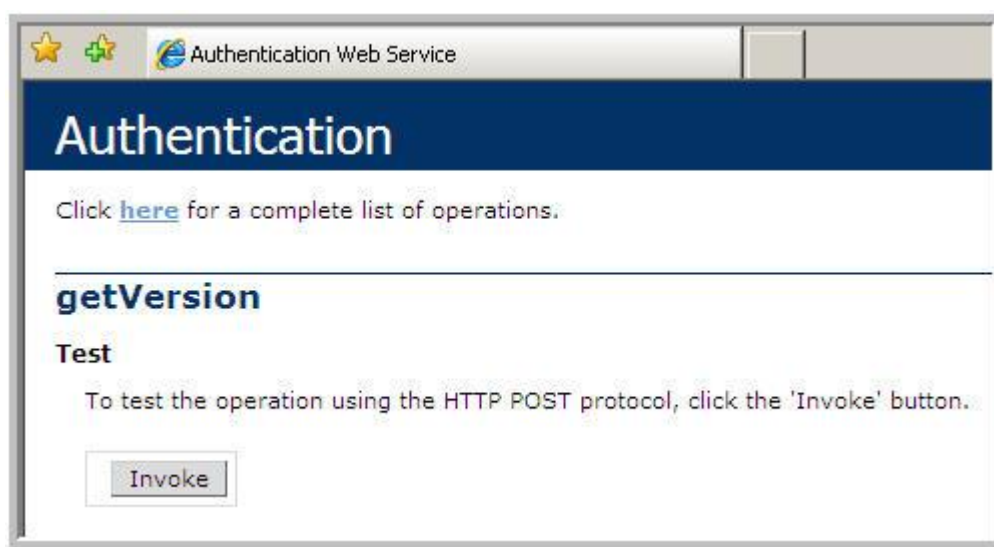 Authentication Web Service
Authentication
Click here for a complete list of operations.
getVersion
Test
To test the operation using the HTTP POST protocol, click the 'Invoke' button.
Invoke